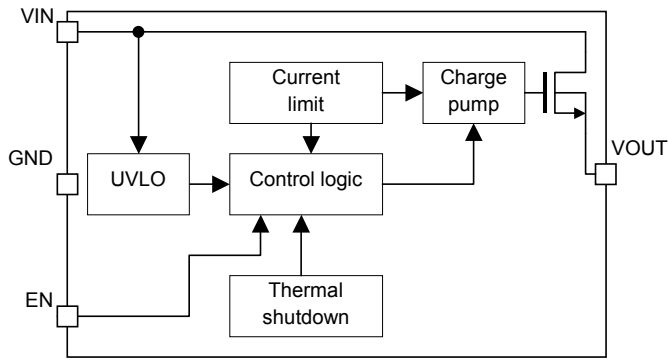 VIN
Current
limit
Charge
pump
GND
UVLO
Control logic
VOUT
EN
Thermal
shutdown